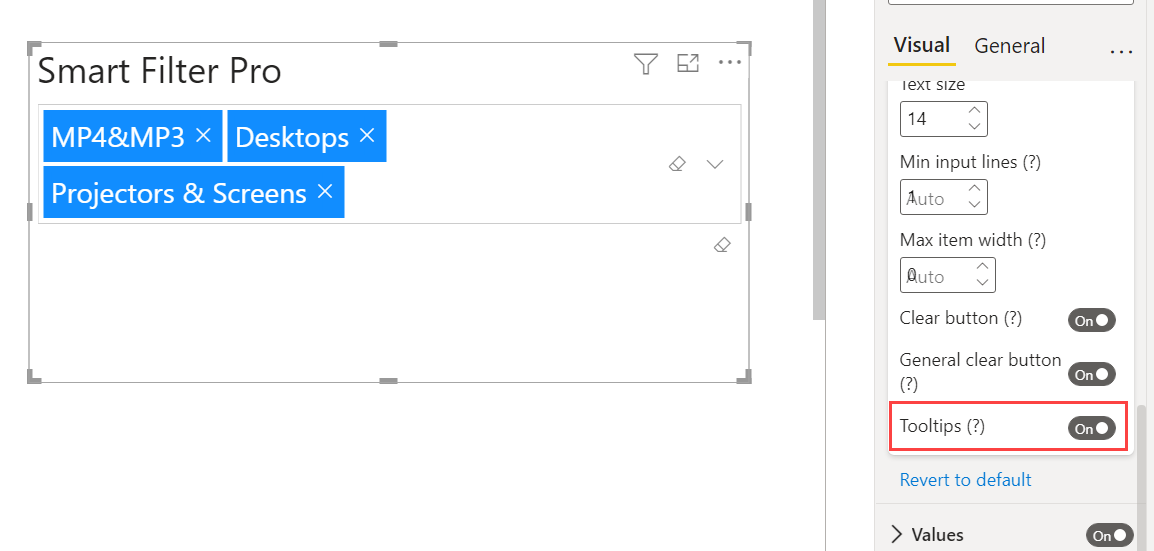 Smart Filter Pro
MP4&MP3 × Desktops ×
Projectors & Screens ×
Visual General
Text size
14
Min input lines (?)
1 Auto
Max item width (?)
0 Auto
Clear button (?) On
General clear button
(?) On
Tooltips (?) On
Revert to default
Values On